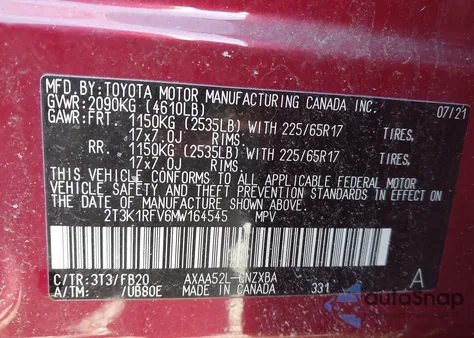 MFD.BY:TOYOTA MOTOR MANUFACTURING CANADA INC.
GVWR:2090KG (4610LB) 07/21
GAWR:FRT. 1150KG (2535LB) WITH 225/65R17 TIRES,
17x7.0J RIMS,
RR. 1150KG (2535LB) WITH 225/65R17 TIRES,
17x7.0J RIMS.
THIS VEHICLE CONFORMS TO ALL APPLICABLE FEDERAL MOTOR
VEHICLE SAFETY AND THEFT PREVENTION STANDARDS IN EFFECT
ON THE DATE OF MANUFACTURE SHOWN ABOVE.
2T3K1RFV6MW164545 MPV
C/TR:3T3/FB20 AXAA52L-CNZXBA A
A/TM: /UB80E MADE IN CANADA 331
autoSnap